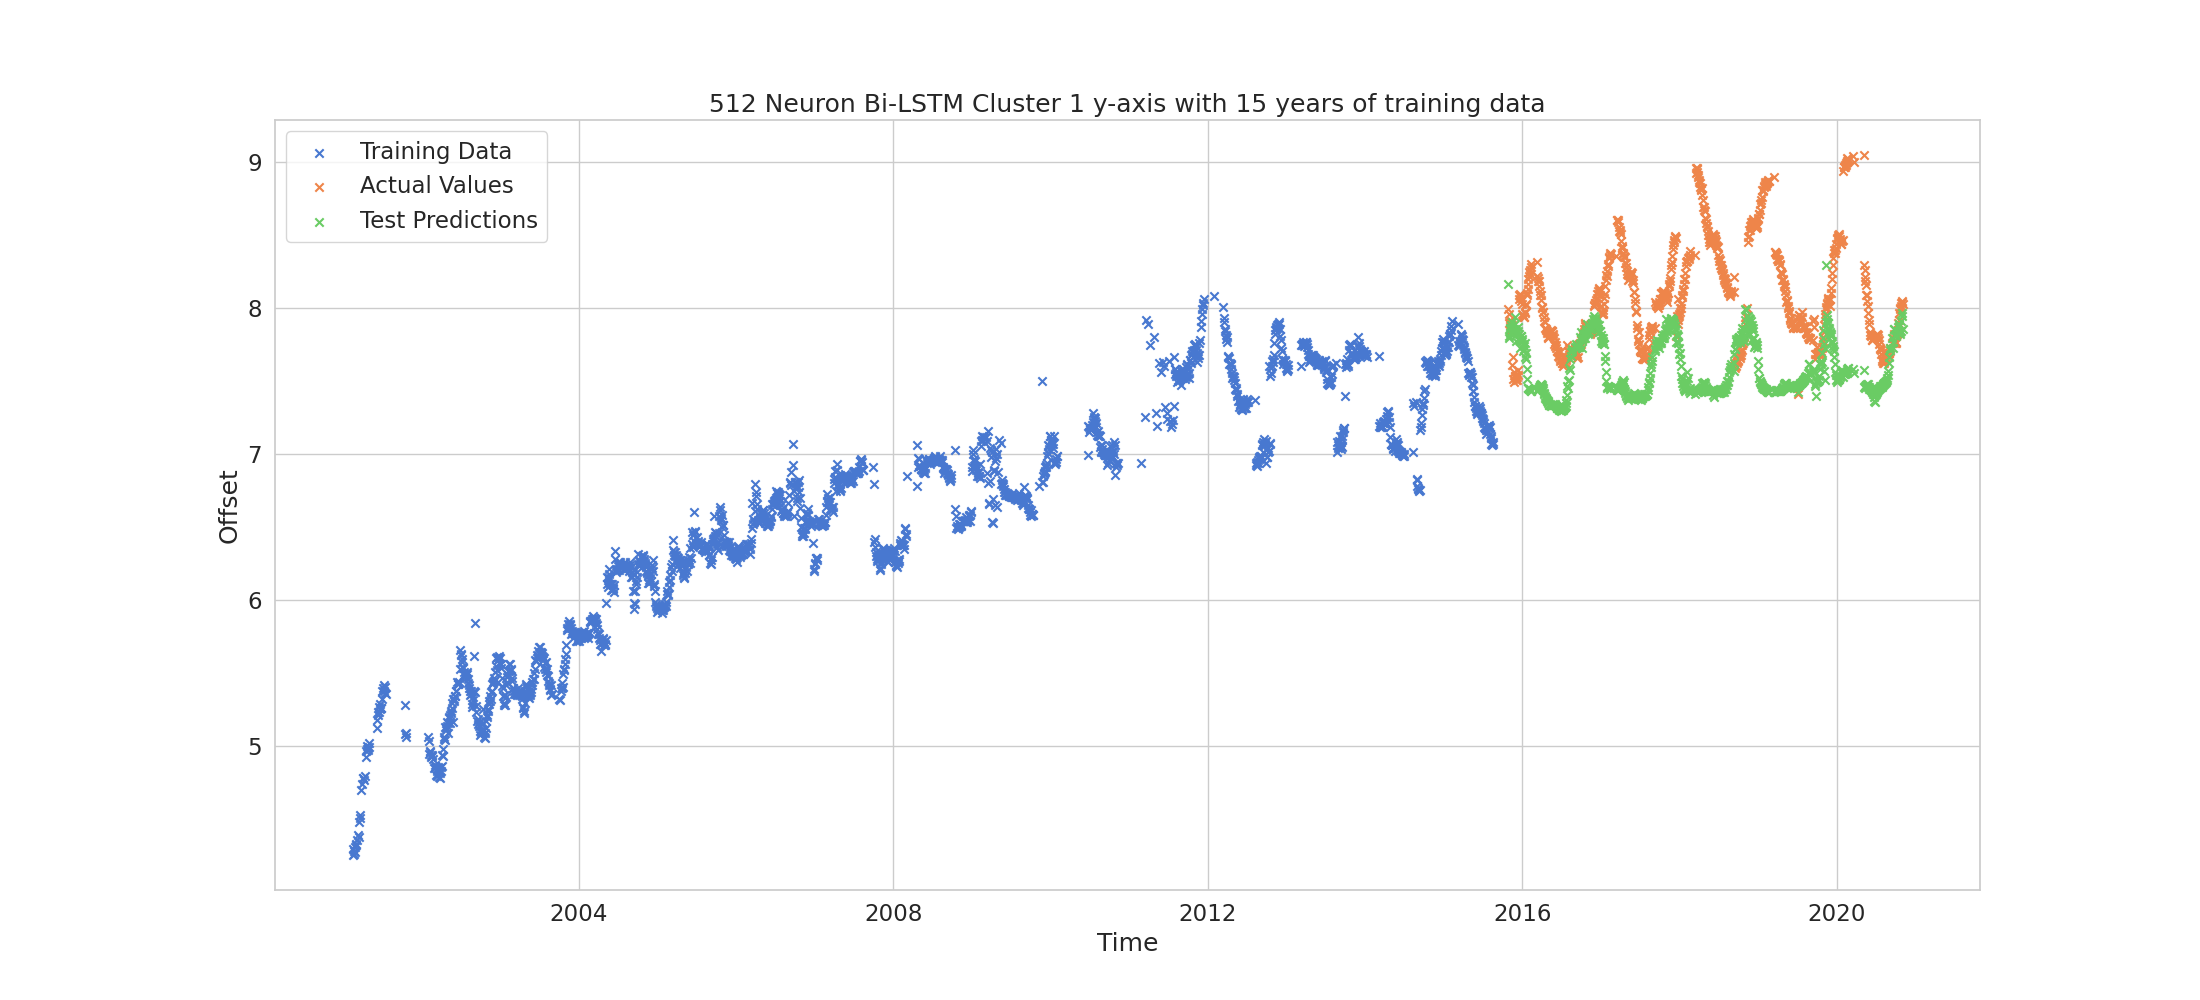 512 Neuron Bi-LSTM Cluster 1 y-axis with 15 years of training data
Training Data
Actual Values
Test Predictions
9
8
7
6
5
Offset
2004
2008
2012
2016
2020
Time